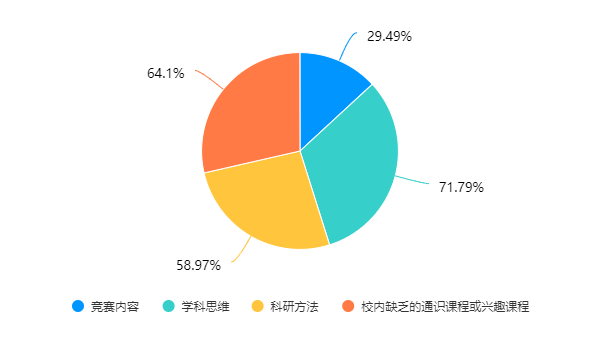 29.49%
64.1%
71.79%
58.97%
竞赛内容 学科思维 科研方法 校内缺乏的通识课程或兴趣课程